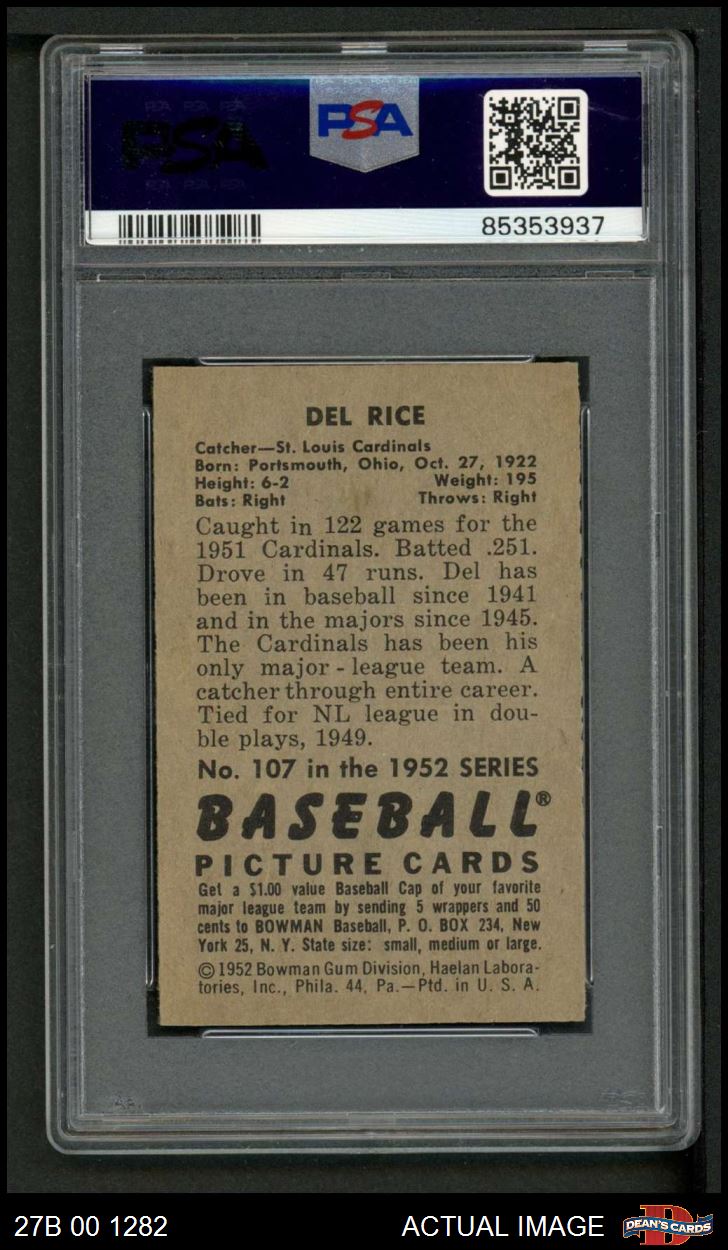 PSA
PSA
85353937
DEL RICE
Catcher—St. Louis Cardinals
Born: Portsmouth, Ohio, Oct. 27, 1922
Height: 6-2 Weight: 195
Bats: Right Throws: Right
Caught in 122 games for the
1951 Cardinals. Batted .251.
Drove in 47 runs. Del has
been in baseball since 1941
and in the majors since 1945.
The Cardinals has been his
only major - league team. A
catcher through entire career.
Tied for NL league in dou-
ble plays, 1949.
No. 107 in the 1952 SERIES
BASEBALL®
PICTURE CARDS
Get a $1.00 value Baseball Cap of your favorite
major league team by sending 5 wrappers and 50
cents to BOWMAN Baseball, P. O. BOX 234, New
York 25, N. Y. State size: small, medium or large.
© 1952 Bowman Gum Division, Haelan Labora-
tories, Inc., Phila. 44, Pa.—Ptd. in U. S. A.
27B 00 1282 ACTUAL IMAGE DEAN'S CARDS